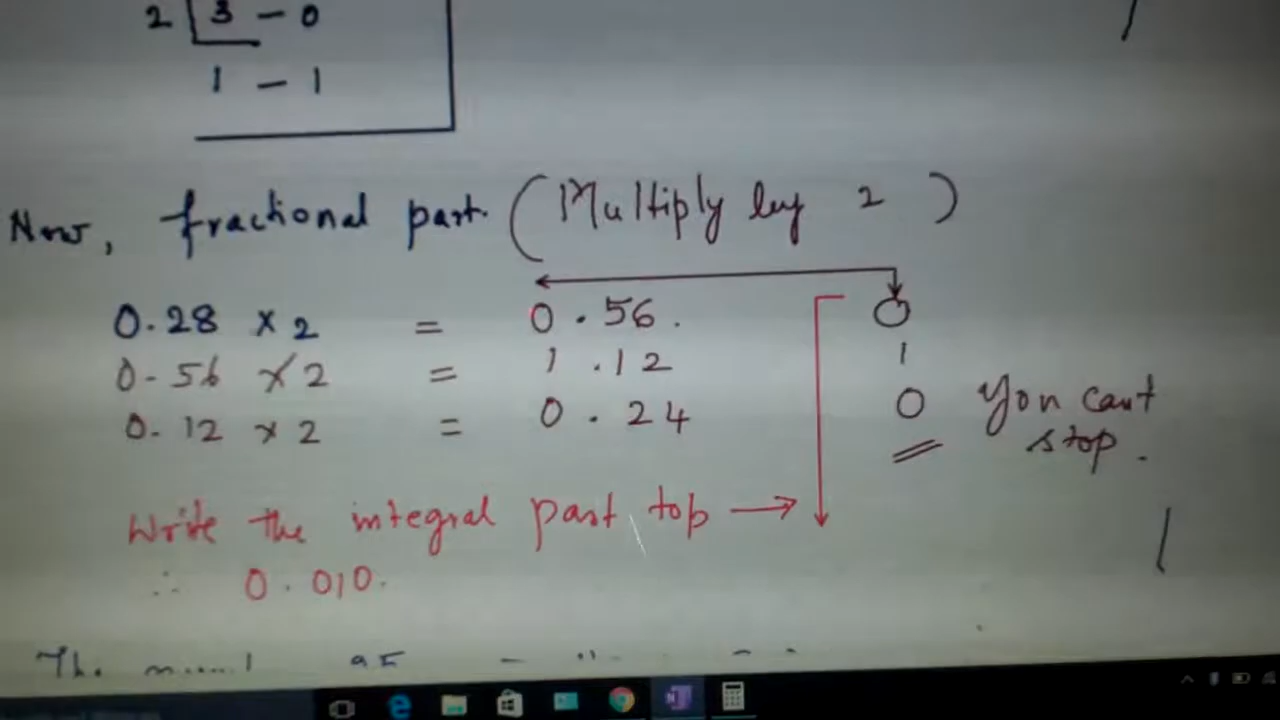 2 3 - 0
1 - 1
Now, fractional part. (Multiply by 2)
0.28 × 2 = 0.56. 0
0.56 × 2 = 1.12 1
0.12 × 2 = 0.24 0 You cant
stop.
Write the integral part top →
∴ 0.010.
The